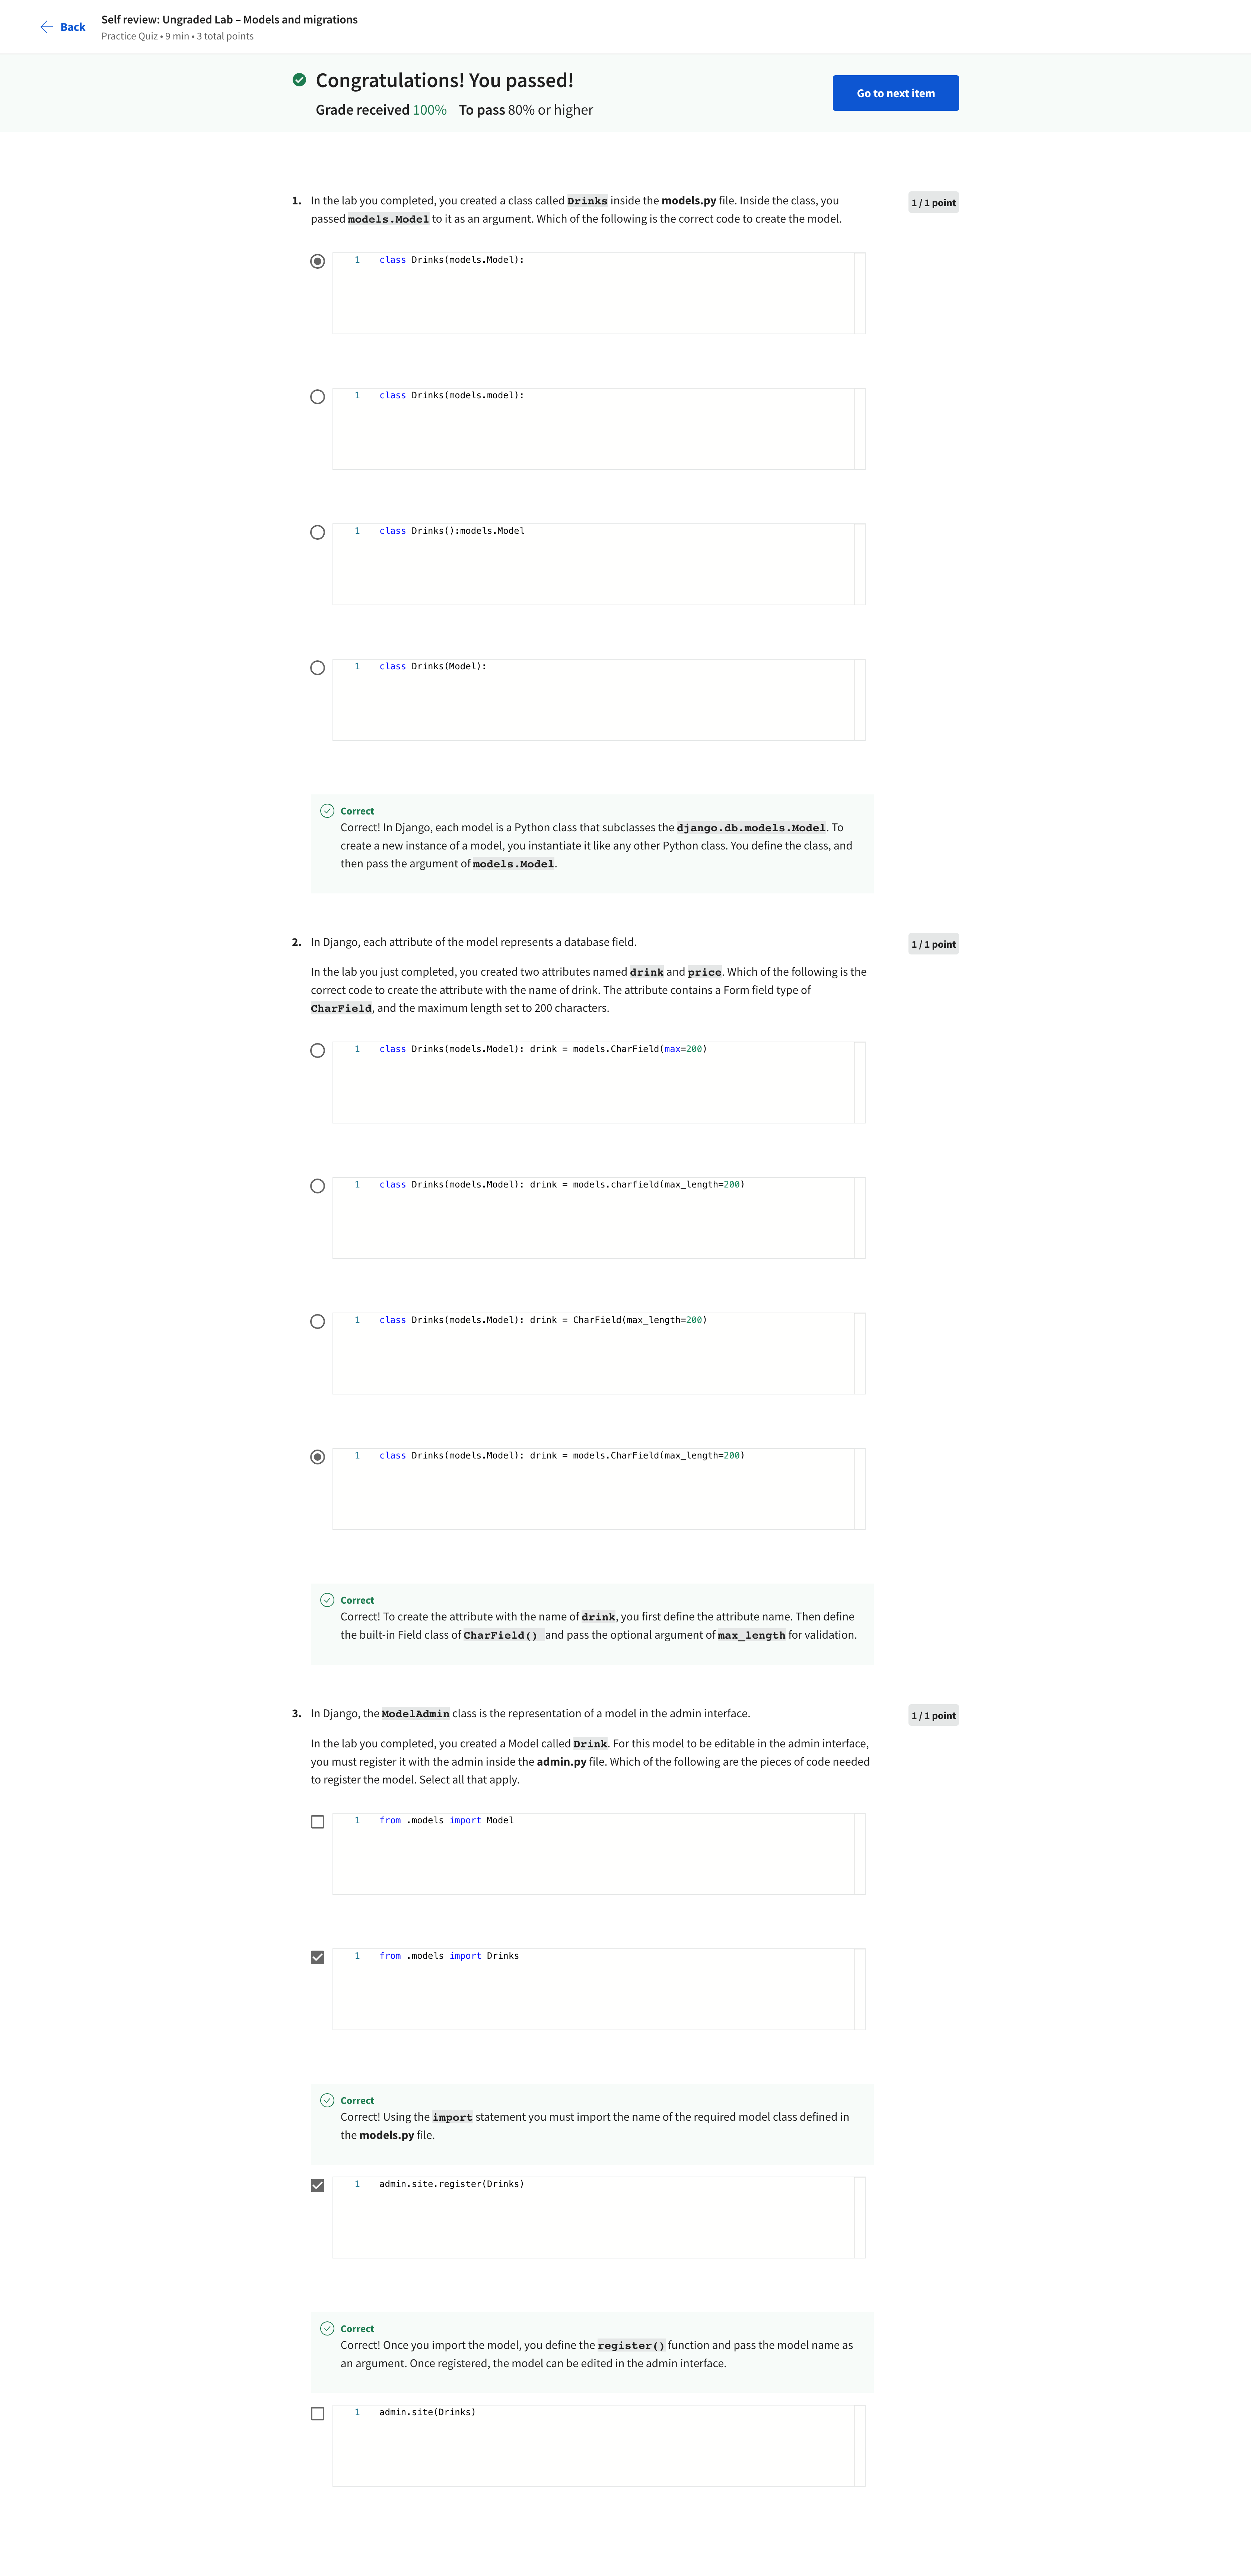 Back
Self review: Ungraded Lab – Models and migrations
Practice Quiz • 9 min • 3 total points
Congratulations! You passed!
Grade received 100% To pass 80% or higher
Go to next item
1. In the lab you completed, you created a class called Drinks inside the models.py file. Inside the class, you
passed models.Model to it as an argument. Which of the following is the correct code to create the model.
1 / 1 point
1 class Drinks(models.Model):
1 class Drinks(models.model):
1 class Drinks():models.Model
1 class Drinks(Model):
Correct
Correct! In Django, each model is a Python class that subclasses the django.db.models.Model. To
create a new instance of a model, you instantiate it like any other Python class. You define the class, and
then pass the argument of models.Model.
2. In Django, each attribute of the model represents a database field.
1 / 1 point
In the lab you just completed, you created two attributes named drink and price. Which of the following is the
correct code to create the attribute with the name of drink. The attribute contains a Form field type of
CharField, and the maximum length set to 200 characters.
1 class Drinks(models.Model): drink = models.CharField(max=200)
1 class Drinks(models.Model): drink = models.charfield(max_length=200)
1 class Drinks(models.Model): drink = CharField(max_length=200)
1 class Drinks(models.Model): drink = models.CharField(max_length=200)
Correct
Correct! To create the attribute with the name of drink, you first define the attribute name. Then define
the built-in Field class of CharField() and pass the optional argument of max_length for validation.
3. In Django, the ModelAdmin class is the representation of a model in the admin interface.
1 / 1 point
In the lab you completed, you created a Model called Drink. For this model to be editable in the admin interface,
you must register it with the admin inside the admin.py file. Which of the following are the pieces of code needed
to register the model. Select all that apply.
1 from .models import Model
1 from .models import Drinks
Correct
Correct! Using the import statement you must import the name of the required model class defined in
the models.py file.
1 admin.site.register(Drinks)
Correct
Correct! Once you import the model, you define the register() function and pass the model name as
an argument. Once registered, the model can be edited in the admin interface.
1 admin.site(Drinks)